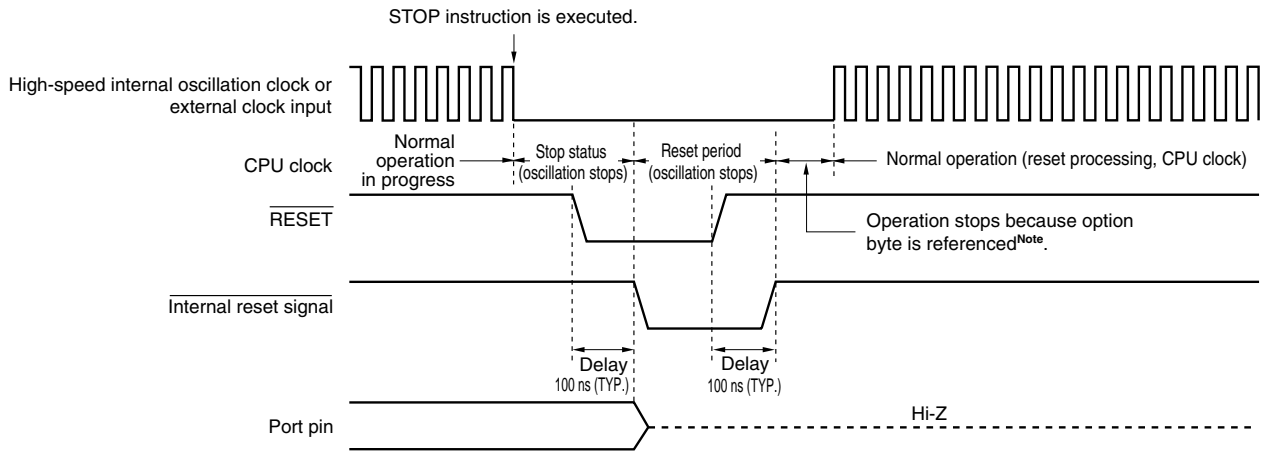 STOP instruction is executed.
High-speed internal oscillation clock or
external clock input
CPU clock
Normal
operation
in progress
Stop status
(oscillation stops)
Reset period
(oscillation stops)
Normal operation (reset processing, CPU clock)
RESET
Operation stops because option
byte is referenced^Note.
Internal reset signal
Delay
100 ns (TYP.)
Delay
100 ns (TYP.)
Port pin
Hi-Z